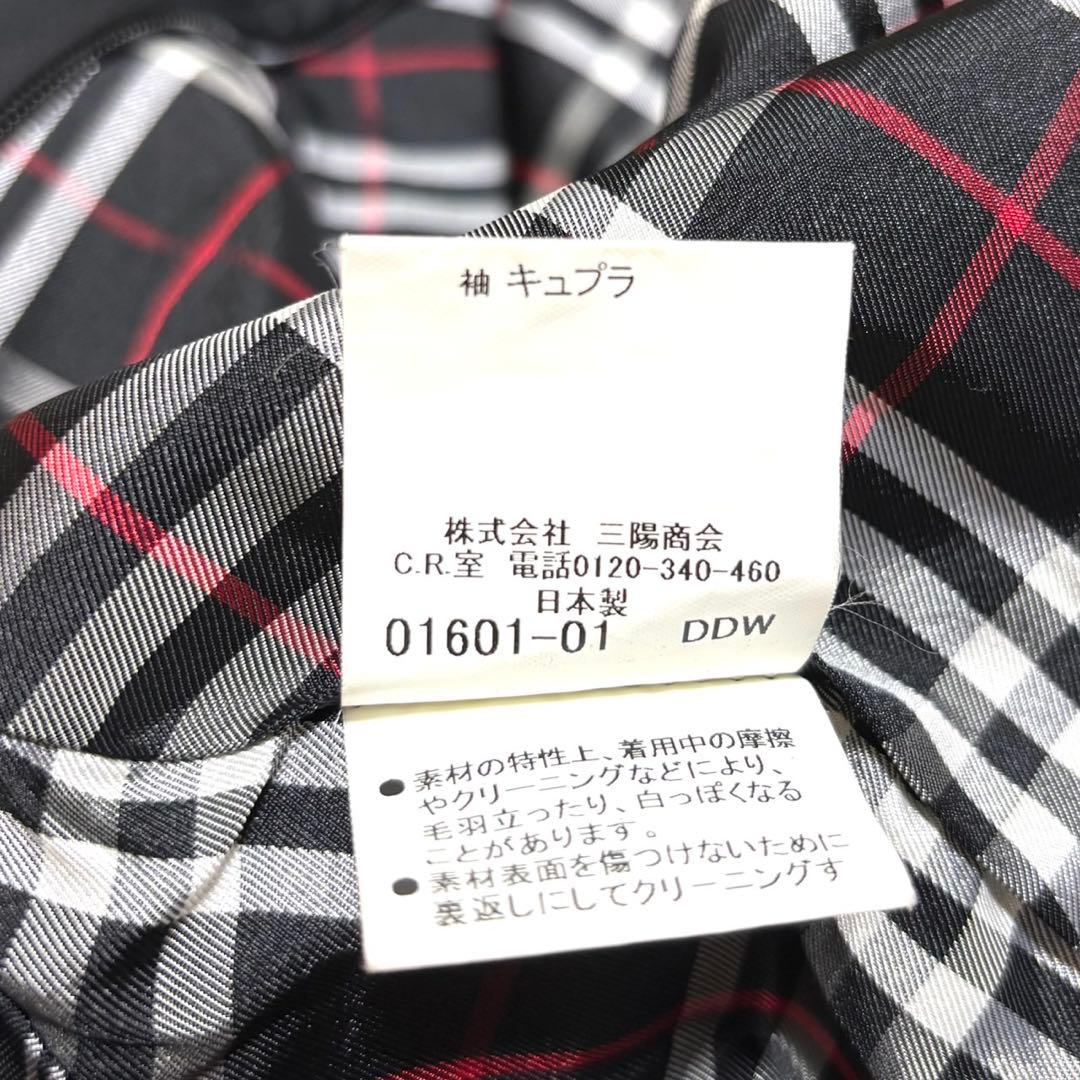 袖 キュプラ
株式会社 三陽商会
C.R.室 電話0120-340-460
日本製
01601-01 DDW
● 素材の特性上、着用中の摩擦
やクリーニングなどにより、
毛羽立ったり、白っぽくなる
ことがあります。
● 素材表面を傷つけないために
裏返しにしてクリーニングす